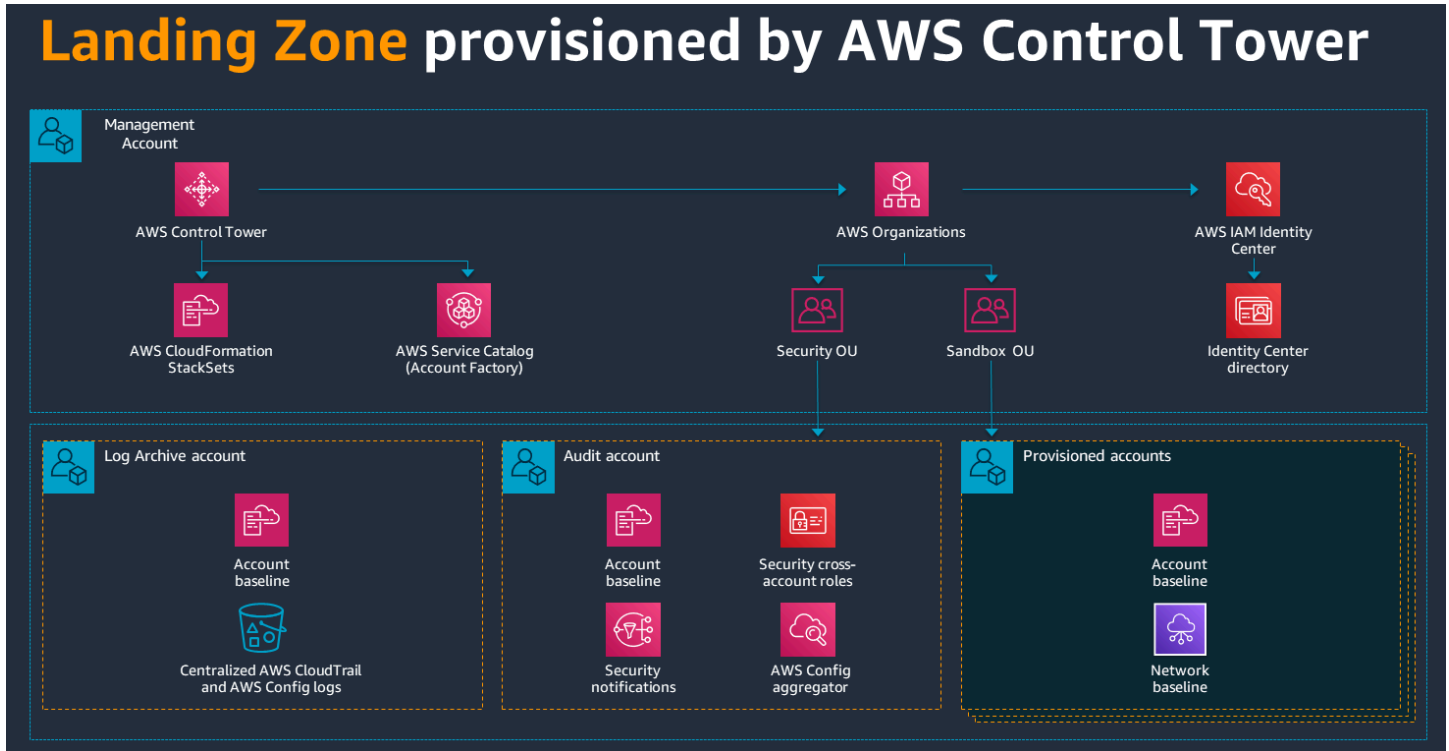 Landing Zone provisioned by AWS Control Tower
Management
Account
AWS Control Tower
AWS Organizations
AWS IAM Identity
Center
AWS CloudFormation
StackSets
AWS Service Catalog
(Account Factory)
Security OU
Sandbox OU
Identity Center
directory
Log Archive account
Account
baseline
Centralized AWS CloudTrail
and AWS Config logs
Audit account
Account
baseline
Security cross-
account roles
Security
notifications
AWS Config
aggregator
Provisioned accounts
Account
baseline
Network
baseline